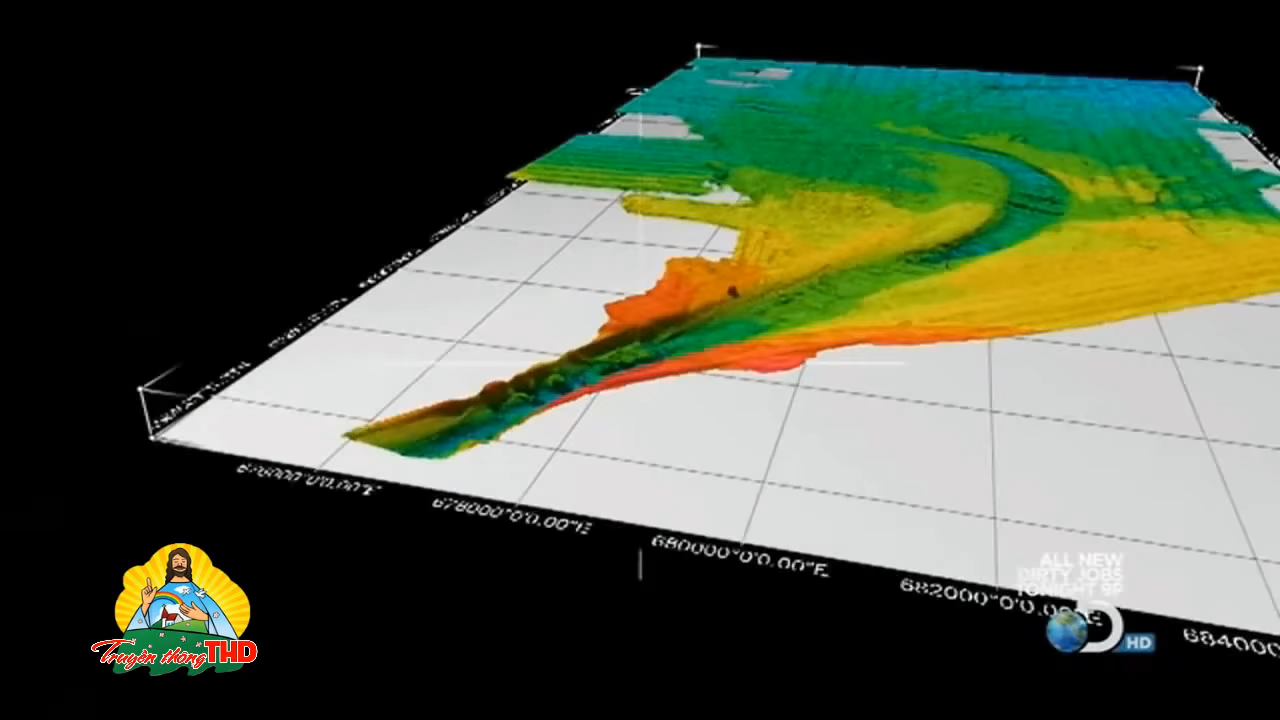 678000°0'0.00"E
680000°0'0.00"E
682000°0'0.00"E
684000
ALL NEW
DIRTY JOBS
TONIGHT 9P
HD
Truyền thông THD